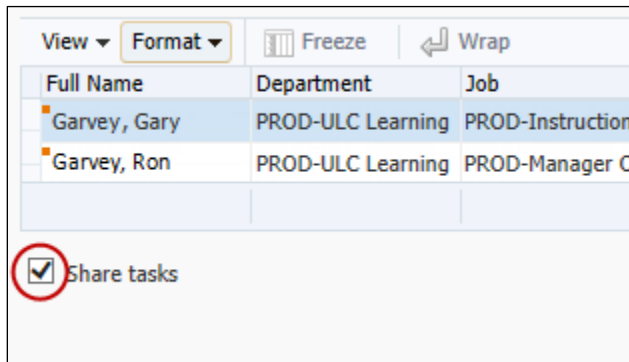 View Format Freeze Wrap
Full Name Department Job
Garvey, Gary PROD-ULC Learning PROD-Instruction
Garvey, Ron PROD-ULC Learning PROD-Manager
Share tasks